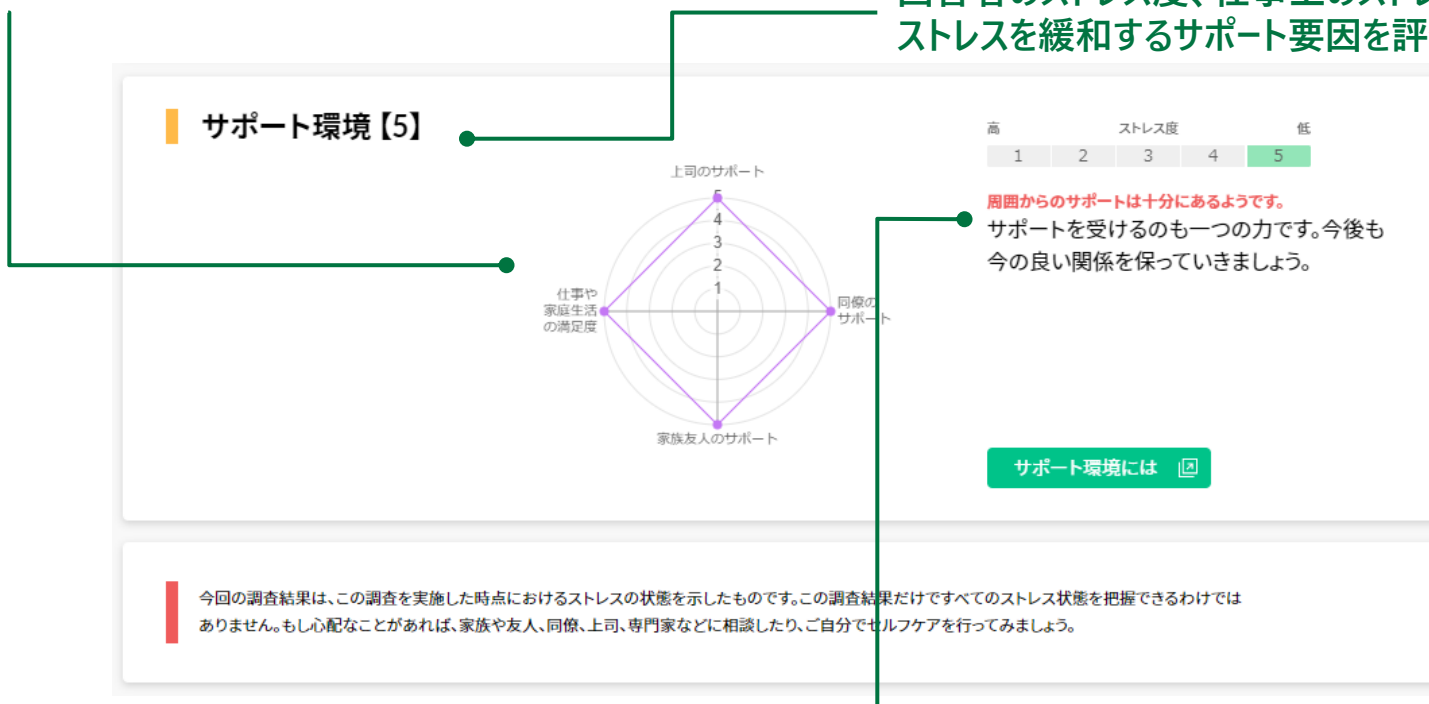 ストレスを緩和するサポート要因を評
サポート環境【5】
高 ストレス度 低
1 2 3 4 5
上司のサポート
5
4
3
2
1
仕事や
家庭生活
の満足度
同僚の
サポート
家族友人のサポート
周囲からのサポートは十分にあるようです。
サポートを受けるのも一つの力です。今後も
今の良い関係を保っていきましょう。
サポート環境には
今回の調査結果は、この調査を実施した時点におけるストレスの状態を示したものです。この調査結果だけですべてのストレス状態を把握できるわけでは
ありません。もし心配なことがあれば、家族や友人、同僚、上司、専門家などに相談したり、ご自分でセルフケアを行ってみましょう。